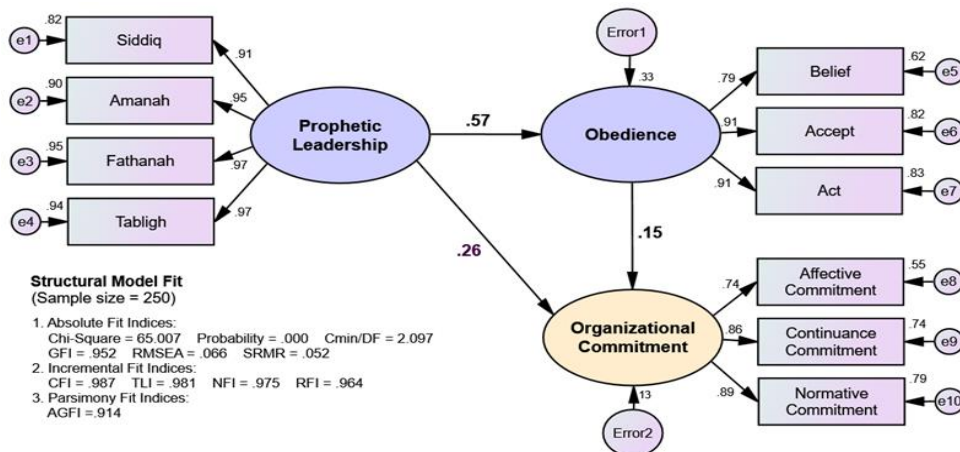 .82
e1
Siddiq
.91
.90
e2
Amanah
.95
.95
e3
Fathanah
.97
.94
e4
Tabligh
.97
Prophetic
Leadership
.57
.26
Error1
.33
Obedience
.15
.79
Belief
.62
e5
.91
Accept
.82
e6
.91
Act
.83
e7
Organizational
Commitment
13
Error2
.74
Affective
Commitment
.55
e8
.86
Continuance
Commitment
.74
e9
.89
Normative
Commitment
.79
e10
Structural Model Fit
(Sample size = 250)
1. Absolute Fit Indices:
Chi-Square = 65.007 Probability = .000 Cmin/DF = 2.097
GFI = .952 RMSEA = .066 SRMR = .052
2. Incremental Fit Indices:
CFI = .987 TLI = .981 NFI = .975 RFI = .964
3. Parsimony Fit Indices:
AGFI =.914